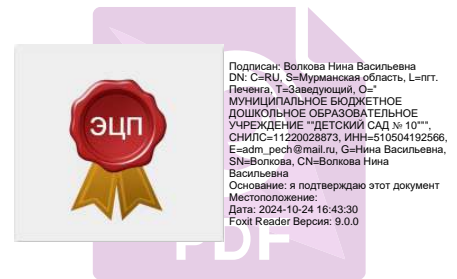 ЭЦП
Подписан: Волкова Нина Васильевна
DN: C=RU, S=Мурманская область, L=пгт.
Печенга, T=Заведующий, O="
МУНИЦИПАЛЬНОЕ БЮДЖЕТНОЕ
ДОШКОЛЬНОЕ ОБРАЗОВАТЕЛЬНОЕ
УЧРЕЖДЕНИЕ ""ДЕТСКИЙ САД № 10""",
СНИЛС=11220028873, ИНН=510504192566,
E=adm_pech@mail.ru, G=Нина Васильевна,
SN=Волкова, CN=Волкова Нина
Васильевна
Основание: я подтверждаю этот документ
Местоположение:
Дата: 2024-10-24 16:43:30
Foxit Reader Версия: 9.0.0
PDF